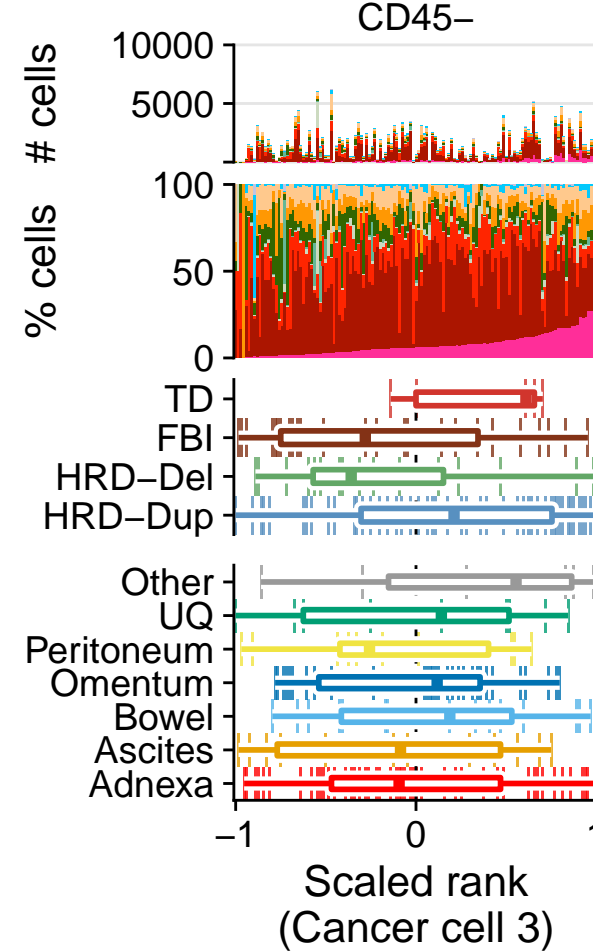 CD45−
# cells
10000
5000
% cells
100
50
0
TD
FBI
HRD−Del
HRD−Dup
Other
UQ
Peritoneum
Omentum
Bowel
Ascites
Adnexa
−1 0
Scaled rank
(Cancer cell 3)